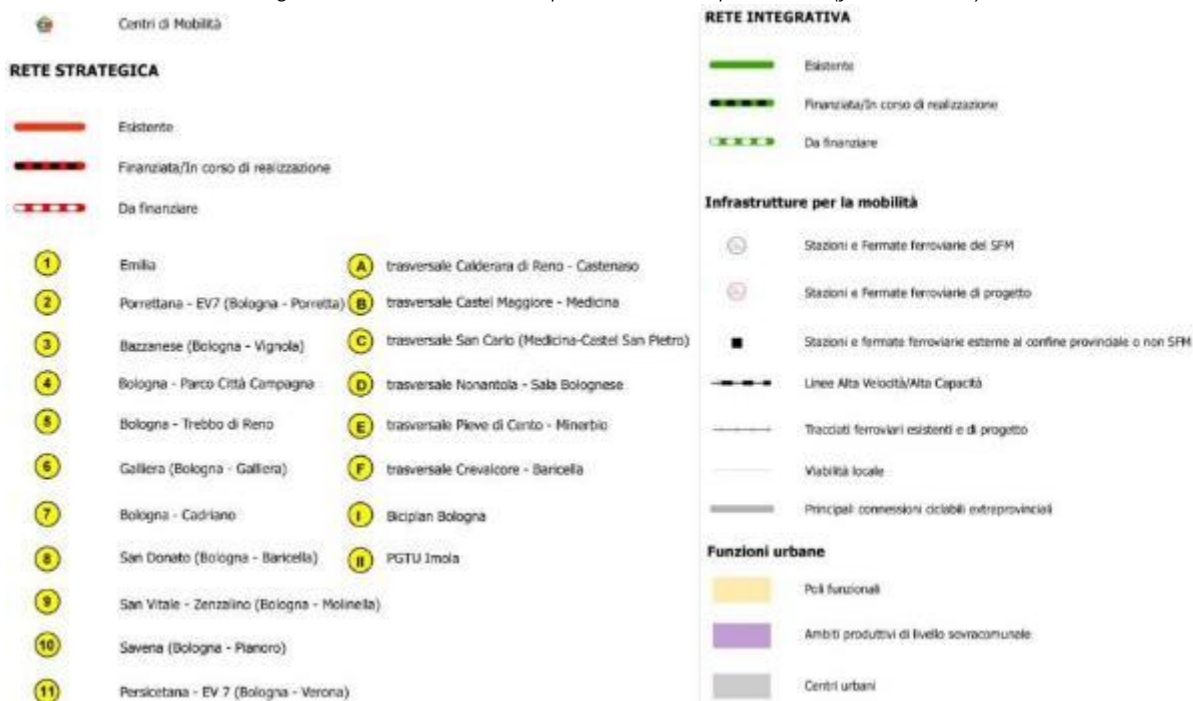 Centri di Mobilità
RETE STRATEGICA
Esistente
Finanziata/In corso di realizzazione
Da finanziare
1 Emilia
2 Porrettana - EV7 (Bologna - Porretta)
3 Bazzanese (Bologna - Vignola)
4 Bologna - Parco Città Campagna
5 Bologna - Trebbo di Reno
6 Galliera (Bologna - Galliera)
7 Bologna - Cadriano
8 San Donato (Bologna - Baricella)
9 San Vitale - Zenzalino (Bologna - Molinella)
10 Savena (Bologna - Pianoro)
11 Persicetana - EV 7 (Bologna - Verona)
A trasversale Calderara di Reno - Castenaso
B trasversale Castel Maggiore - Medicina
C trasversale San Carlo (Medicina-Castel San Pietro)
D trasversale Nonantola - Sala Bolognese
E trasversale Pieve di Cento - Minerbio
F trasversale Crevalcore - Baricella
I Biciplan Bologna
II PGTU Imola
RETE INTEGRATIVA
Esistente
Finanziata/In corso di realizzazione
Da finanziare
Infrastrutture per la mobilità
Stazioni e Fermate ferroviarie del SFM
Stazioni e Fermate ferroviarie di progetto
Stazioni e fermate ferroviarie esterne al confine provinciale o non SFM
Linee Alta Velocità/Alta Capacità
Tracciati ferroviari esistenti e di progetto
Viabilità locale
Principali connessioni ciclabili extraprovinciali
Funzioni urbane
Poli funzionali
Ambiti produttivi di livello sovracomunale
Centri urbani